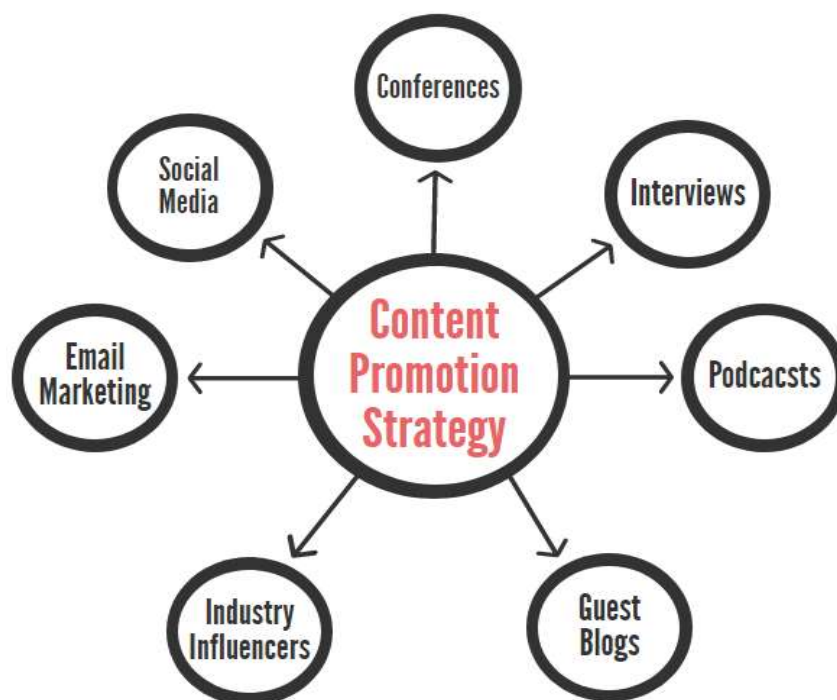 Conferences
Social
Media
Interviews
Content
Promotion
Strategy
Email
Marketing
Podcacsts
Industry
Influencers
Guest
Blogs